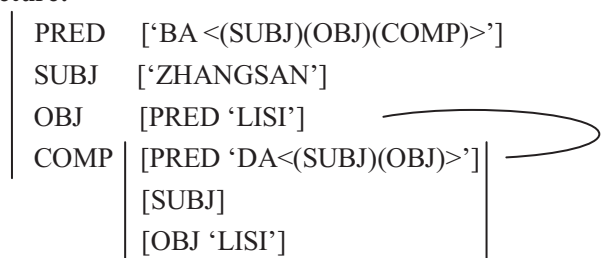 PRED [‘BA <(SUBJ)(OBJ)(COMP)>’]
SUBJ [‘ZHANGSAN’]
OBJ [PRED ‘LISI’]
COMP [PRED ‘DA<(SUBJ)(OBJ)>’]
[SUBJ]
[OBJ ‘LISI’]